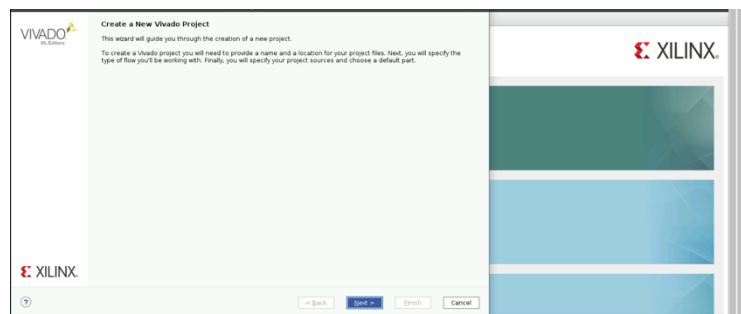 VIVADO
ML Editions
Create a New Vivado Project
This wizard will guide you through the creation of a new project.
To create a Vivado project you will need to provide a name and a location for your project files. Next, you will specify the
type of flow you'll be working with. Finally, you will specify your project sources and choose a default part.
XILINX.
XILINX.
?
< Back
Next >
Finish
Cancel